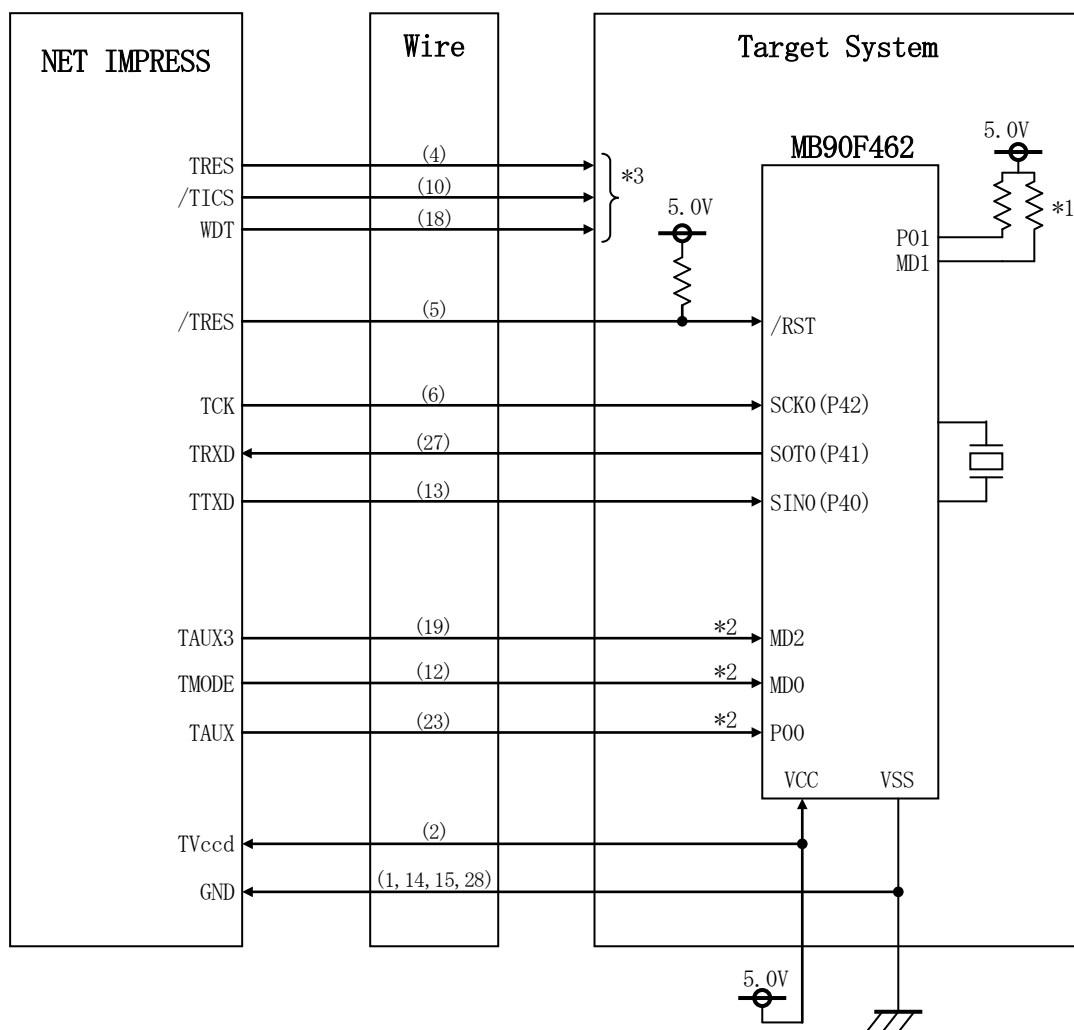 NET IMPRESS
Wire
Target System
TRES
(4)
/TICS
(10)
WDT
(18)
*3
5.0V
MB90F462
5.0V
*1
P01
MD1
/TRES
(5)
/RST
TCK
(6)
SCK0(P42)
TRXD
(27)
SOT0(P41)
TTXD
(13)
SIN0(P40)
TAUX3
(19)
*2
MD2
TMODE
(12)
*2
MD0
TAUX
(23)
*2
P00
VCC
VSS
TVccd
(2)
GND
(1,14,15,28)
5.0V